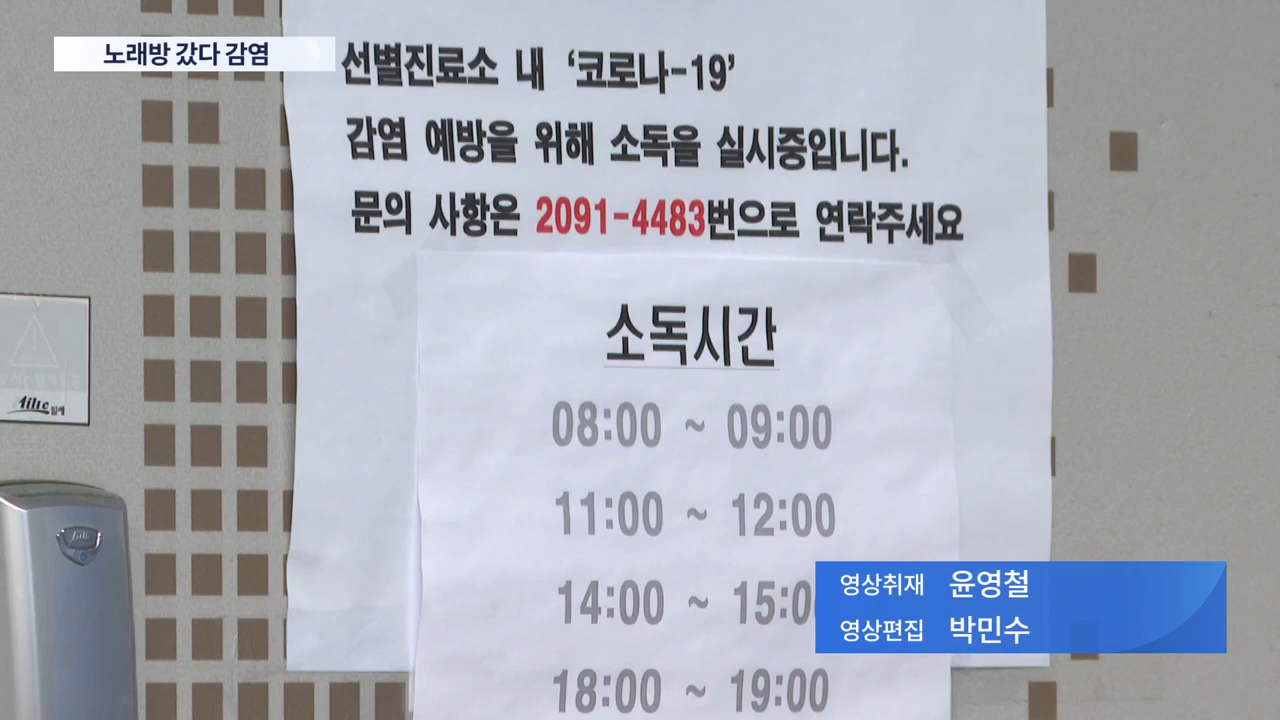 노래방 갔다 감염
선별진료소 내 ‘코로나-19’
감염 예방을 위해 소독을 실시중입니다.
문의 사항은 2091-4483번으로 연락주세요
소독시간
08:00 ~ 09:00
11:00 ~ 12:00
14:00 ~ 15:0
18:00 ~ 19:00
영상취재 윤영철
영상편집 박민수